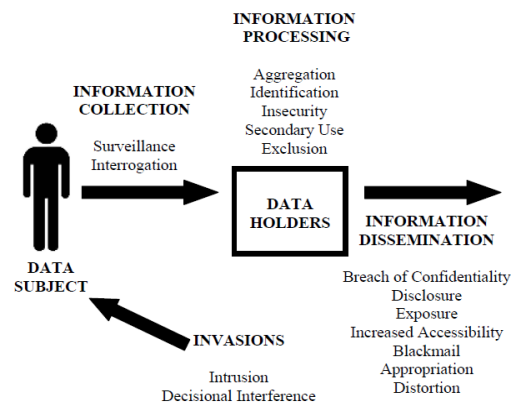 INFORMATION
PROCESSING
Aggregation
Identification
Insecurity
Secondary Use
Exclusion
INFORMATION
COLLECTION
Surveillance
Interrogation
DATA
HOLDERS
INFORMATION
DISSEMINATION
Breach of Confidentiality
Disclosure
Exposure
Increased Accessibility
Blackmail
Appropriation
Distortion
DATA
SUBJECT
INVASIONS
Intrusion
Decisional Interference